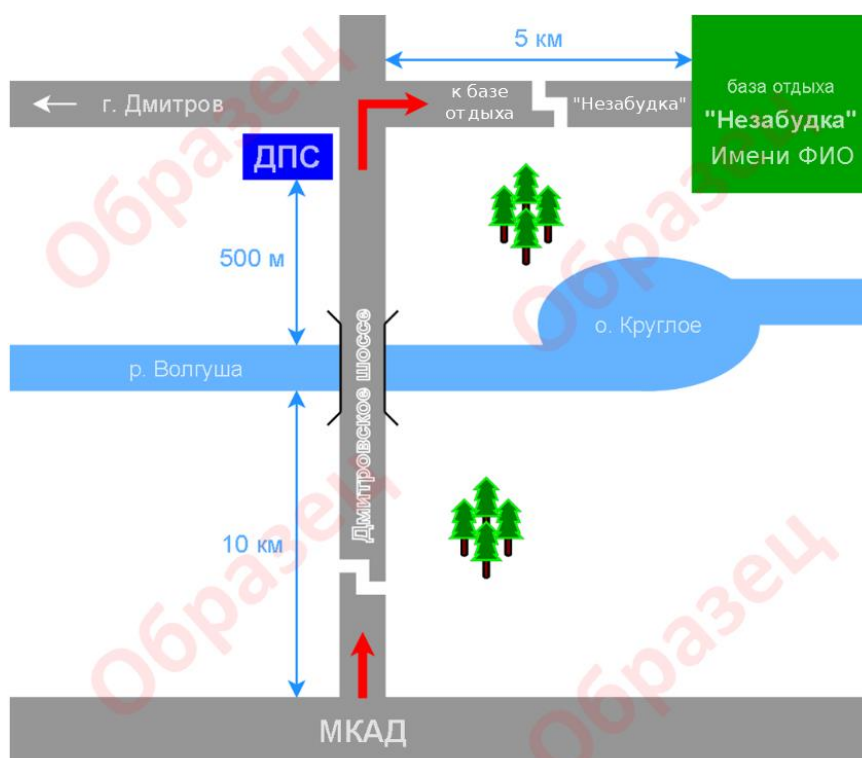 5 км
г. Дмитров
к базе
отдыха
"Незабудка"
база отдыха
"Незабудка"
Имени ФИО
ДПС
500 м
о. Круглое
р. Волгуша
Дмитровское шоссе
10 км
МКАД
Образец
Образец
Образец
Образец